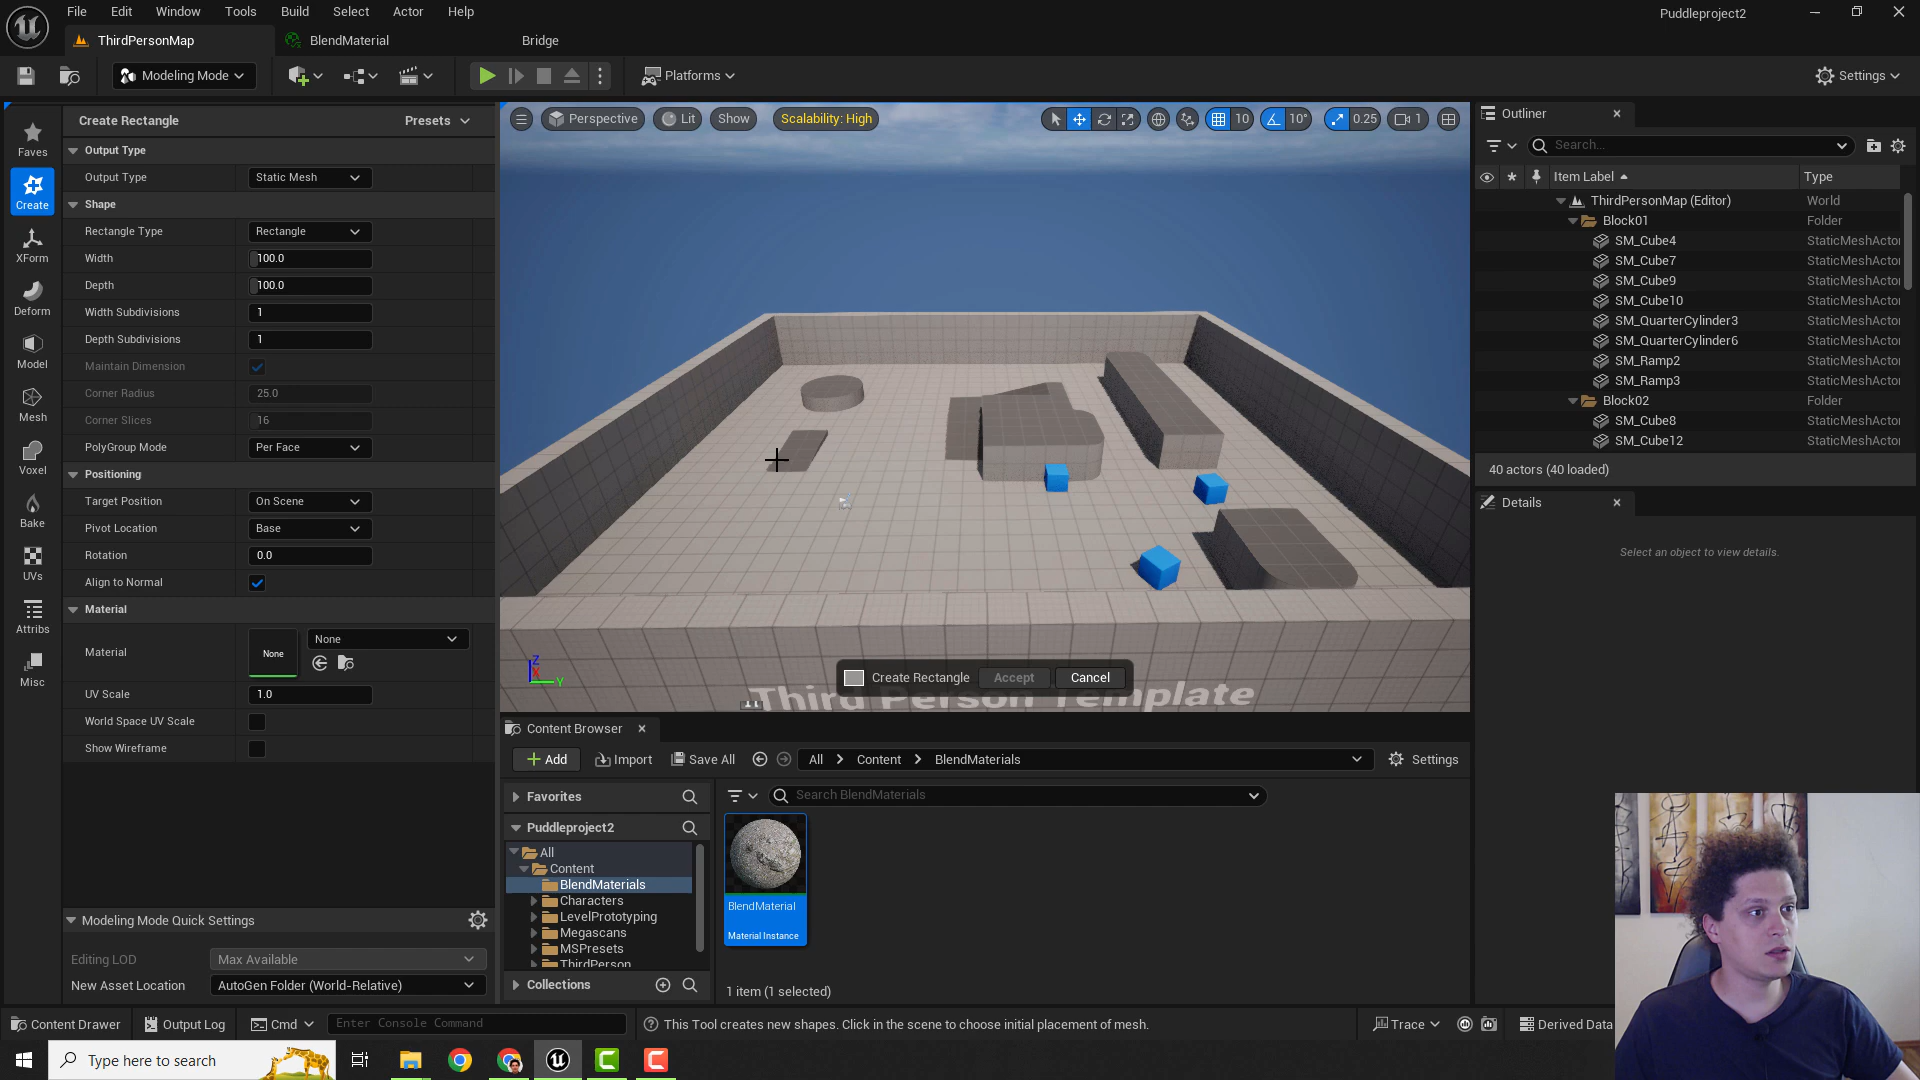 File Edit Window Tools Build Select Actor Help
Puddleproject2
ThirdPersonMap BlendMaterial Bridge
Modeling Mode Platforms Settings
Create Rectangle Presets
Faves
Create
XForm
Deform
Model
Mesh
Voxel
Bake
UVs
Attribs
Misc
Output Type
Output Type Static Mesh
Shape
Rectangle Type Rectangle
Width 100.0
Depth 100.0
Width Subdivisions 1
Depth Subdivisions 1
Maintain Dimension
Corner Radius 25.0
Corner Slices 16
PolyGroup Mode Per Face
Positioning
Target Position On Scene
Pivot Location Base
Rotation 0.0
Align to Normal
Material
Material None None
UV Scale 1.0
World Space UV Scale
Show Wireframe
Modeling Mode Quick Settings
Editing LOD Max Available
New Asset Location AutoGen Folder (World-Relative)
Perspective Lit Show Scalability: High 10 10° 0.25 1
Z
X
Y
Third Person Template
Create Rectangle Accept Cancel
Content Browser
Add Import Save All All Content BlendMaterials Settings
Favorites
Search BlendMaterials
Puddleproject2
All
Content
BlendMaterials
Characters
LevelPrototyping
Megascans
MSPresets
ThirdPerson
Collections
BlendMaterial
Material Instance
1 item (1 selected)
Outliner
Search...
Item Label Type
ThirdPersonMap (Editor) World
Block01 Folder
SM_Cube4 StaticMeshActo
SM_Cube7 StaticMeshActo
SM_Cube9 StaticMeshActo
SM_Cube10 StaticMeshActo
SM_QuarterCylinder3 StaticMeshActo
SM_QuarterCylinder6 StaticMeshActo
SM_Ramp2 StaticMeshActo
SM_Ramp3 StaticMeshActo
Block02 Folder
SM_Cube8 StaticMeshActo
SM_Cube12 StaticMeshActo
40 actors (40 loaded)
Details
Select an object to view details.
Content Drawer Output Log Cmd Enter Console Command This Tool creates new shapes. Click in the scene to choose initial placement of mesh. Trace Derived Data
Type here to search